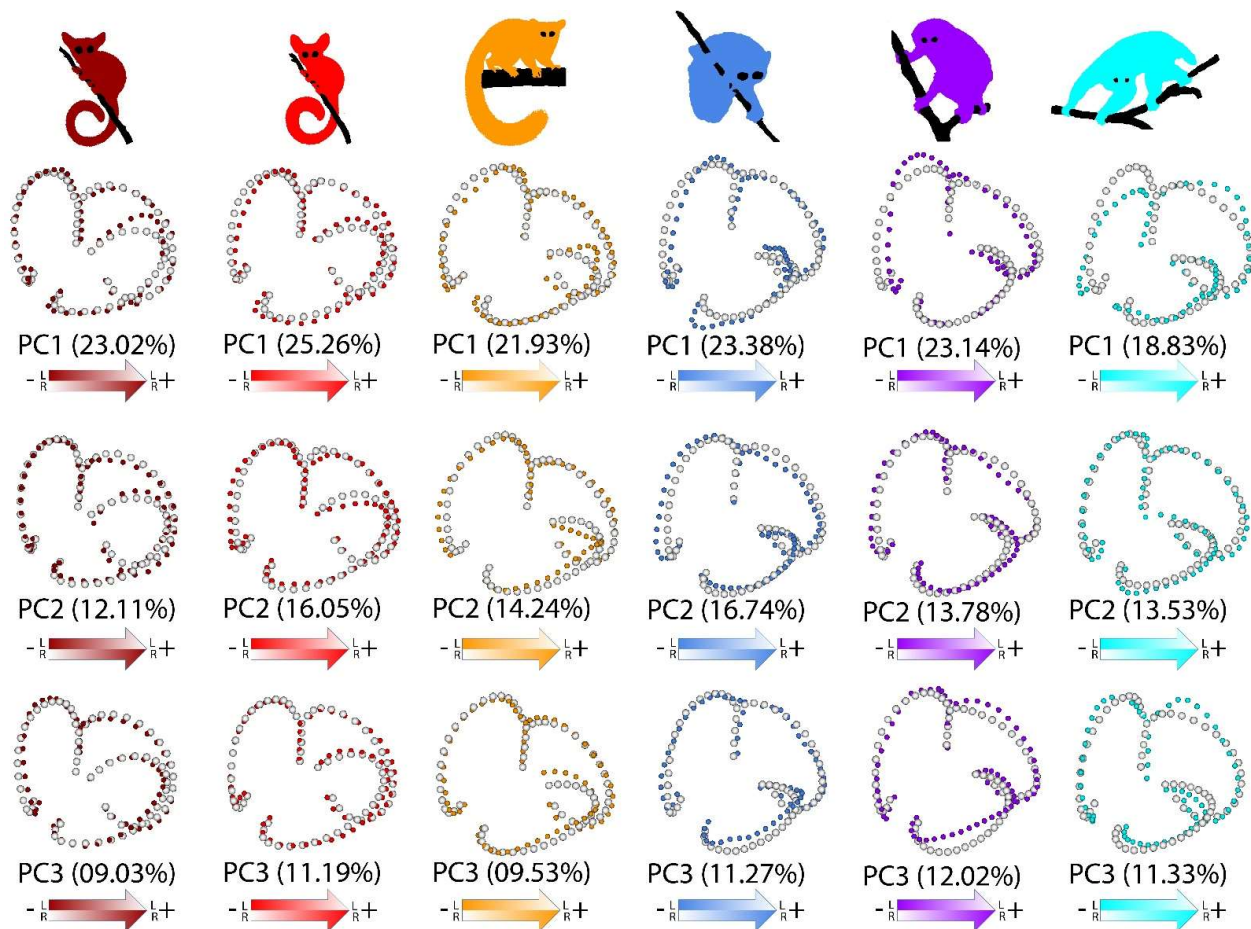 PC1 (23.02%) PC1 (25.26%) PC1 (21.93%) PC1 (23.38%) PC1 (23.14%) PC1 (18.83%)
- L R L R + - L R L R + - L R L R + - L R L R + - L R L R + - L R L R +
PC2 (12.11%) PC2 (16.05%) PC2 (14.24%) PC2 (16.74%) PC2 (13.78%) PC2 (13.53%)
- L R L R + - L R L R + - L R L R + - L R L R + - L R L R + - L R L R +
PC3 (09.03%) PC3 (11.19%) PC3 (09.53%) PC3 (11.27%) PC3 (12.02%) PC3 (11.33%)
- L R L R + - L R L R + - L R L R + - L R L R + - L R L R + - L R L R +